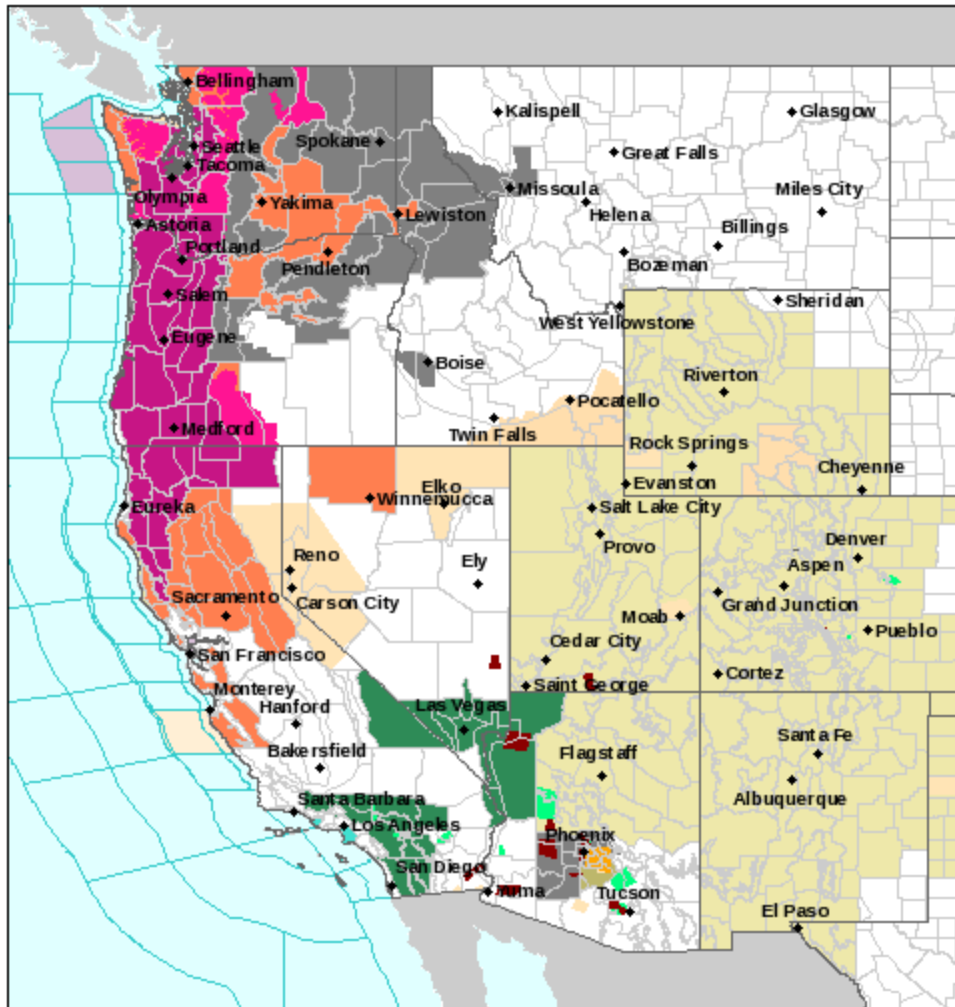 Bellingham
Kalispell
Glasgow
Seattle
Spokane
Great Falls
Tacoma
Missoula
Miles City
Olympia
Yakima
Lewiston
Helena
Astoria
Billings
Portland
Pendleton
Bozeman
Salem
Sheridan
West Yellowstone
Eugene
Boise
Riverton
Pocatello
Medford
Twin Falls
Rock Springs
Cheyenne
Evanston
Elko
Winnemucca
Eureka
Salt Lake City
Provo
Denver
Reno
Ely
Aspen
Sacramento
Carson City
Grand Junction
Moab
Pueblo
Cedar City
San Francisco
Cortez
Saint George
Monterey
Hanford
Las Vegas
Santa Fe
Bakersfield
Flagstaff
Albuquerque
Santa Barbara
Los Angeles
Phoenix
San Diego
Yuma
Tucson
El Paso